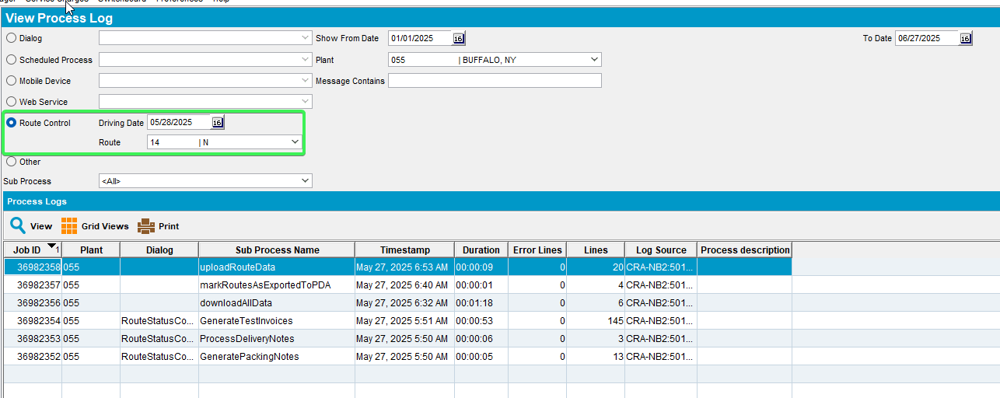 Service Charges Switchboard Preferences Help
View Process Log
Dialog Show From Date 01/01/2025 16 To Date 06/27/2025 16
Scheduled Process Plant 055 | BUFFALO, NY
Mobile Device Message Contains
Web Service
Route Control Driving Date 05/28/2025 16
Route 14 | N
Other
Sub Process <All>
Process Logs
View Grid Views Print
Job ID 1 Plant Dialog Sub Process Name Timestamp Duration Error Lines Lines Log Source Process description
36982358 055 uploadRouteData May 27, 2025 6:53 AM 00:00:09 0 20 CRA-NB2:501...
36982357 055 markRoutesAsExportedToPDA May 27, 2025 6:40 AM 00:00:01 0 4 CRA-NB2:501...
36982356 055 downloadAllData May 27, 2025 6:32 AM 00:01:18 0 6 CRA-NB2:501...
36982354 055 RouteStatusCo... GenerateTestInvoices May 27, 2025 5:51 AM 00:00:53 0 145 CRA-NB2:501...
36982353 055 RouteStatusCo... ProcessDeliveryNotes May 27, 2025 5:50 AM 00:00:06 0 3 CRA-NB2:501...
36982352 055 RouteStatusCo... GeneratePackingNotes May 27, 2025 5:50 AM 00:00:05 0 13 CRA-NB2:501...